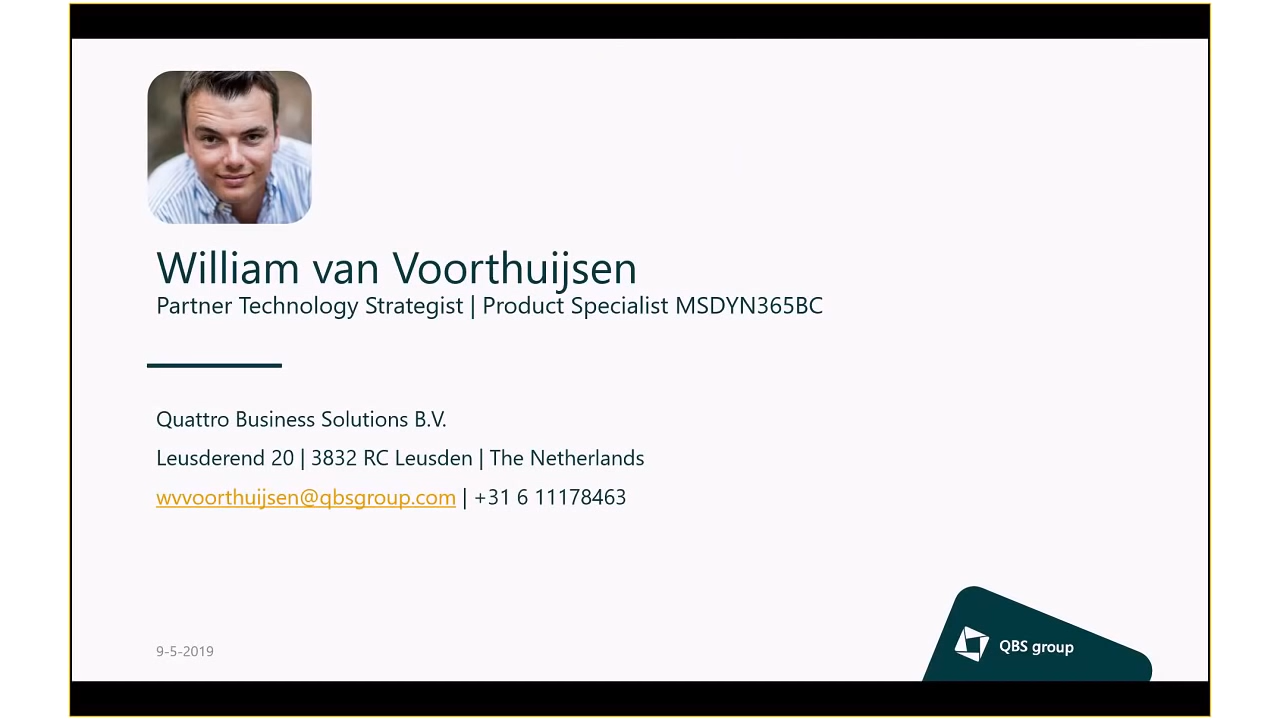 William van Voorthuijsen
Partner Technology Strategist | Product Specialist MSDYN365BC
Quattro Business Solutions B.V.
Leusderend 20 | 3832 RC Leusden | The Netherlands
wvvoorthuijsen@qbsgroup.com | +31 6 11178463
9-5-2019
QBS group